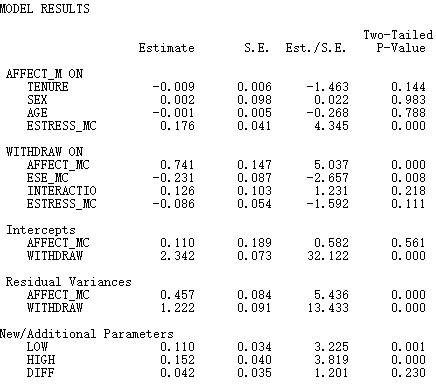 MODEL RESULTS
Two-Tailed
Estimate S.E. Est./S.E. P-Value
AFFECT_M ON
TENURE -0.009 0.006 -1.463 0.144
SEX 0.002 0.098 0.022 0.983
AGE -0.001 0.005 -0.268 0.788
ESTRESS_MC 0.176 0.041 4.345 0.000
WITHDRAW ON
AFFECT_MC 0.741 0.147 5.037 0.000
ESE_MC -0.231 0.087 -2.657 0.008
INTERACTIO 0.126 0.103 1.231 0.218
ESTRESS_MC -0.086 0.054 -1.592 0.111
Intercepts
AFFECT_MC 0.110 0.189 0.582 0.561
WITHDRAW 2.342 0.073 32.122 0.000
Residual Variances
AFFECT_MC 0.457 0.084 5.436 0.000
WITHDRAW 1.222 0.091 13.433 0.000
New/Additional Parameters
LOW 0.110 0.034 3.225 0.001
HIGH 0.152 0.040 3.819 0.000
DIFF 0.042 0.035 1.201 0.230